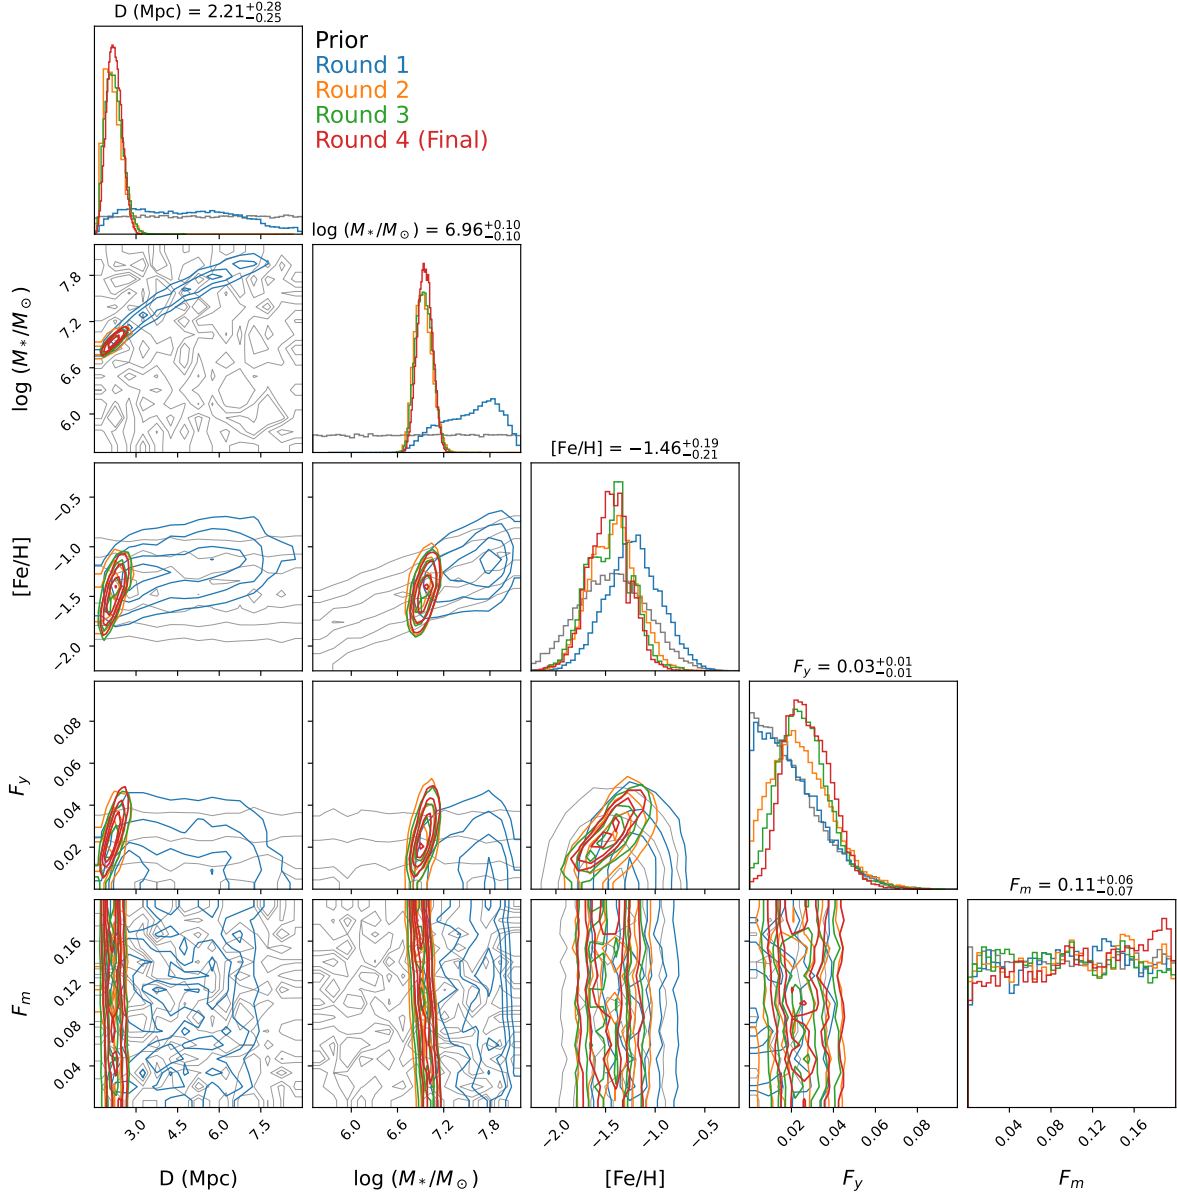 D (Mpc) = 2.21 +0.28 −0.25
Prior
Round 1
Round 2
Round 3
Round 4 (Final)
log (M*/M⊙) = 6.96 +0.10 −0.10
log (M*/M⊙)
7.8
7.2
6.6
6.0
[Fe/H] = −1.46 +0.19 −0.21
[Fe/H]
−0.5
−1.0
−1.5
−2.0
F_y = 0.03 +0.01 −0.01
F_y
0.08
0.06
0.04
0.02
F_m = 0.11 +0.06 −0.07
F_m
0.16
0.12
0.08
0.04
3.0 4.5 6.0 7.5
6.0 6.6 7.2 7.8
−2.0 −1.5 −1.0 −0.5
0.02 0.04 0.06 0.08
0.04 0.08 0.12 0.16
D (Mpc) log (M*/M⊙) [Fe/H] F_y F_m